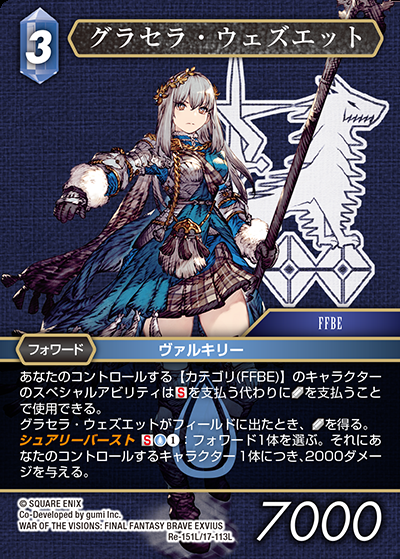 3
グラセラ・ウェズエット
FFBE
フォワード
ヴァルキリー
あなたのコントロールする【カテゴリ(FFBE)】のキャラクター
のスペシャルアビリティはSを支払う代わりに を支払うこと
で使用できる。
グラセラ・ウェズエットがフィールドに出たとき、 を得る。
シュアリーバースト S 1：フォワード1体を選ぶ。それにあ
なたのコントロールするキャラクター1体につき、2000ダメー
ジを与える。
© SQUARE ENIX
Co-Developed by gumi Inc.
WAR OF THE VISIONS: FINAL FANTASY BRAVE EXVIUS
Re-151L/17-113L
7000